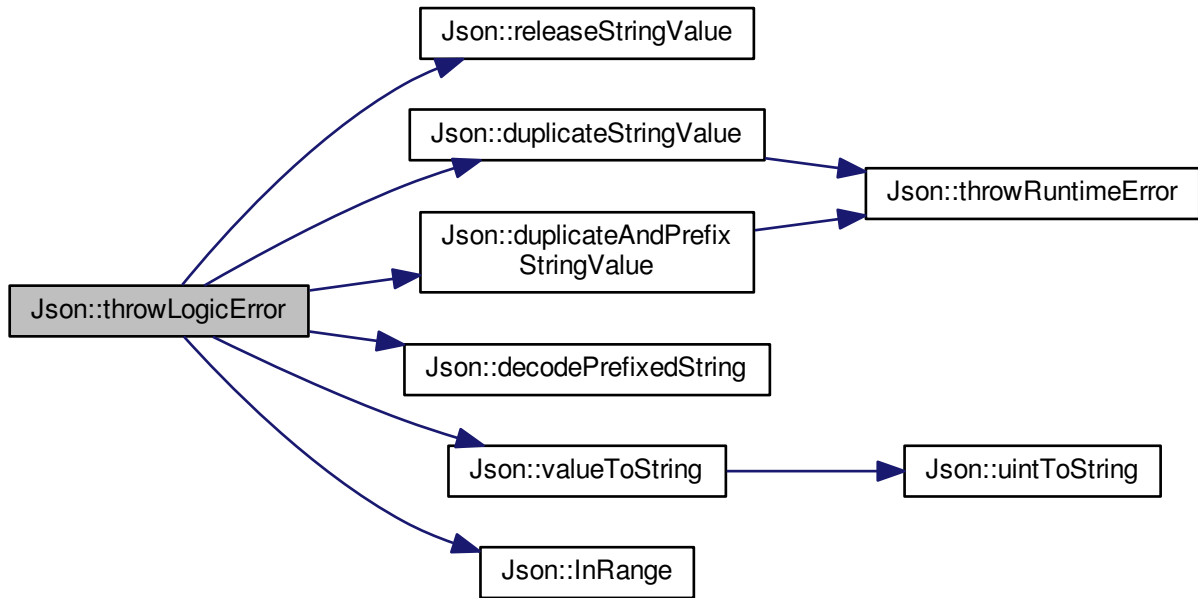 Json::releaseStringValue
Json::duplicateStringValue
Json::throwRuntimeError
Json::duplicateAndPrefix
StringValue
Json::throwLogicError
Json::decodePrefixedString
Json::valueToString
Json::uintToString
Json::InRange